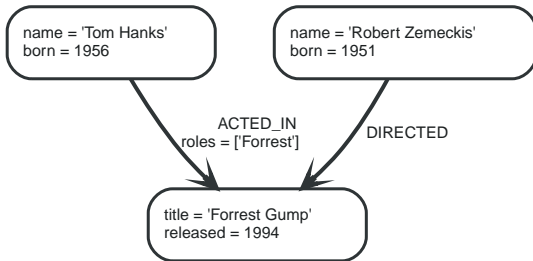 name = 'Tom Hanks'
born = 1956
name = 'Robert Zemeckis'
born = 1951
ACTED_IN
roles = ['Forrest']
DIRECTED
title = 'Forrest Gump'
released = 1994